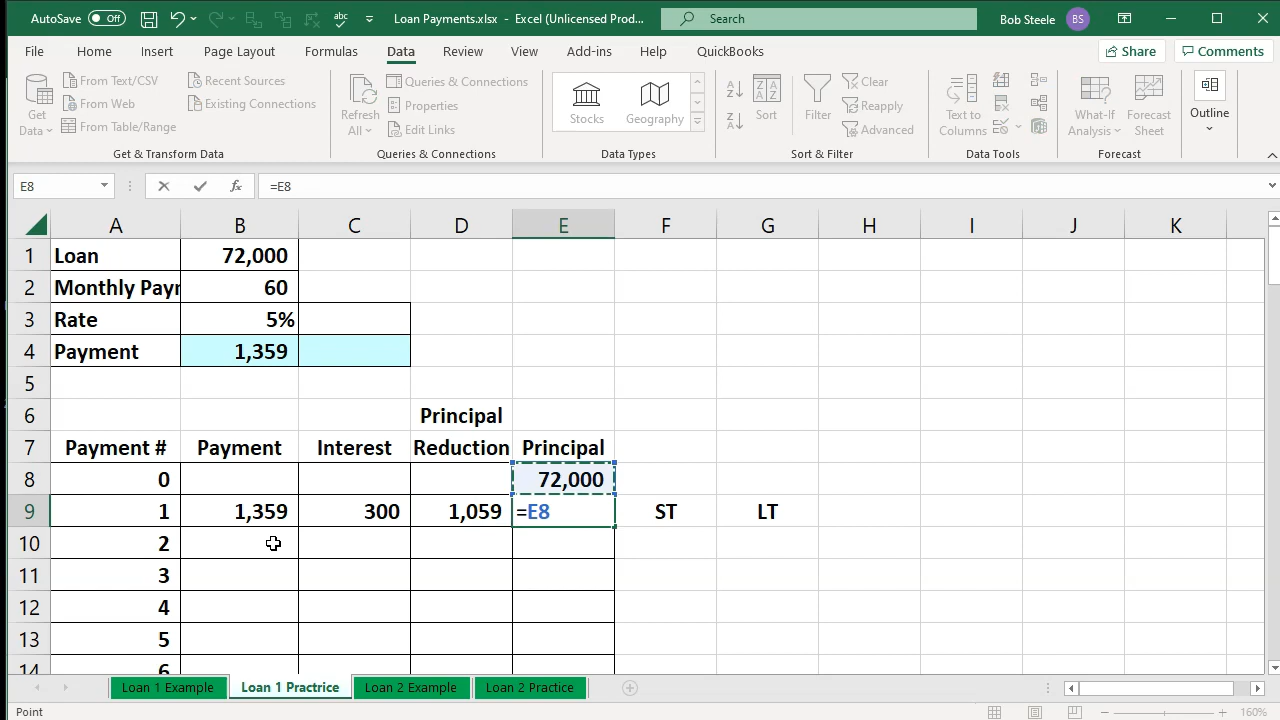 AutoSave Off Loan Payments.xlsx - Excel (Unlicensed Prod... Search Bob Steele BS
File Home Insert Page Layout Formulas Data Review View Add-ins Help QuickBooks Share Comments
Get Data
From Text/CSV
From Web
From Table/Range
Recent Sources
Existing Connections
Get & Transform Data
Refresh All
Queries & Connections
Properties
Edit Links
Queries & Connections
Stocks
Geography
Data Types
Sort
Filter
Clear
Reapply
Advanced
Sort & Filter
Text to Columns
Data Tools
What-If Analysis
Forecast Sheet
Forecast
Outline
E8 fx =E8
A B C D E F G H I J K
1 Loan 72,000
2 Monthly Payr 60
3 Rate 5%
4 Payment 1,359
5
6 Principal
7 Payment # Payment Interest Reduction Principal
8 0 72,000
9 1 1,359 300 1,059 =E8 ST LT
10 2
11 3
12 4
13 5
14 6
Loan 1 Example Loan 1 Practrice Loan 2 Example Loan 2 Practice
Point 160%